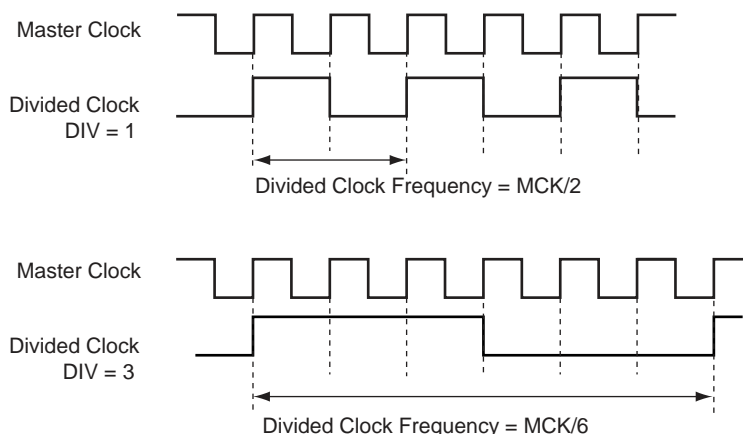 Master Clock
Divided Clock
DIV = 1
Divided Clock Frequency = MCK/2
Master Clock
Divided Clock
DIV = 3
Divided Clock Frequency = MCK/6